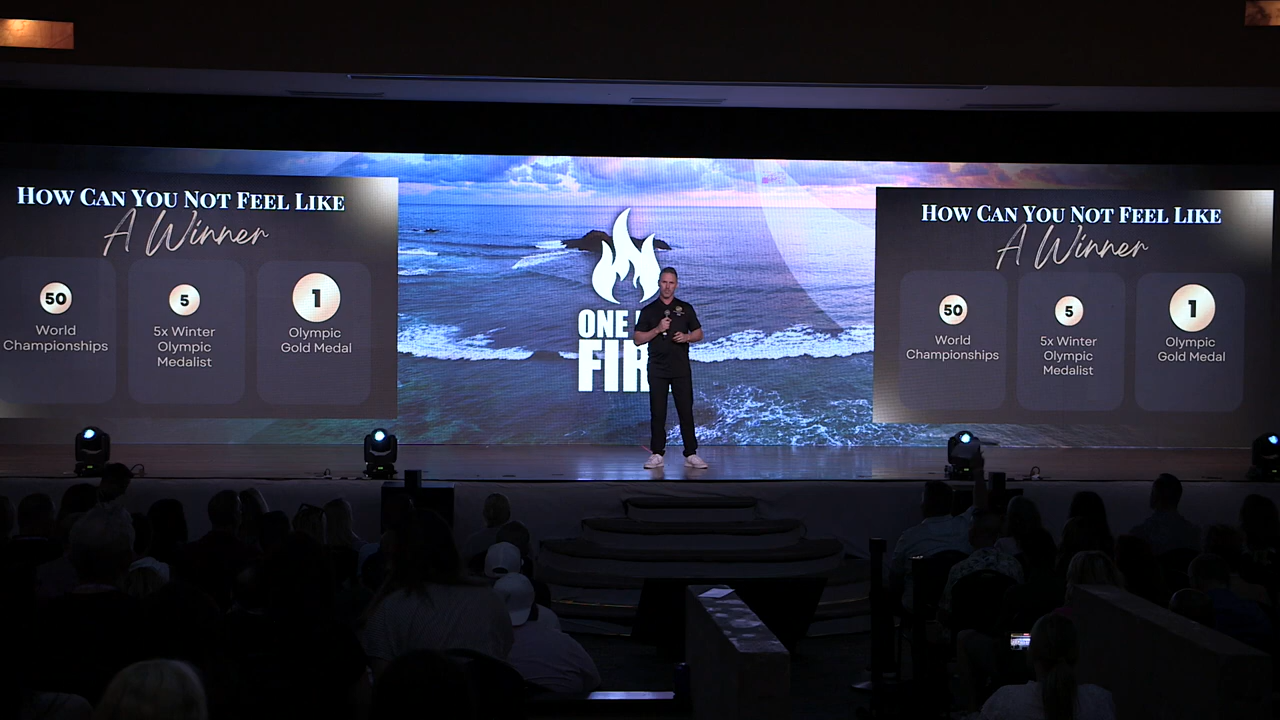 How Can You Not Feel Like
A Winner
50
World
Championships
5
5x Winter
Olympic
Medalist
1
Olympic
Gold Medal
ONE
FIR
How Can You Not Feel Like
A Winner
50
World
Championships
5
5x Winter
Olympic
Medalist
1
Olympic
Gold Medal